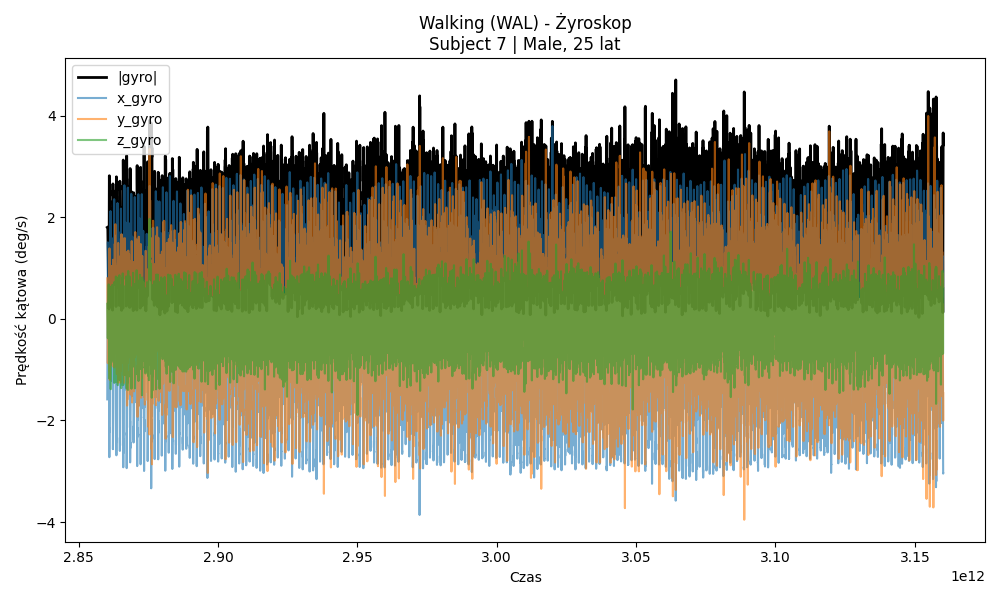 Walking (WAL) - Żyroskop
Subject 7 | Male, 25 lat
|gyro|
x_gyro
y_gyro
z_gyro
Prędkość kątowa (deg/s)
4
2
0
−2
−4
2.85 2.90 2.95 3.00 3.05 3.10 3.15
1e12
Czas